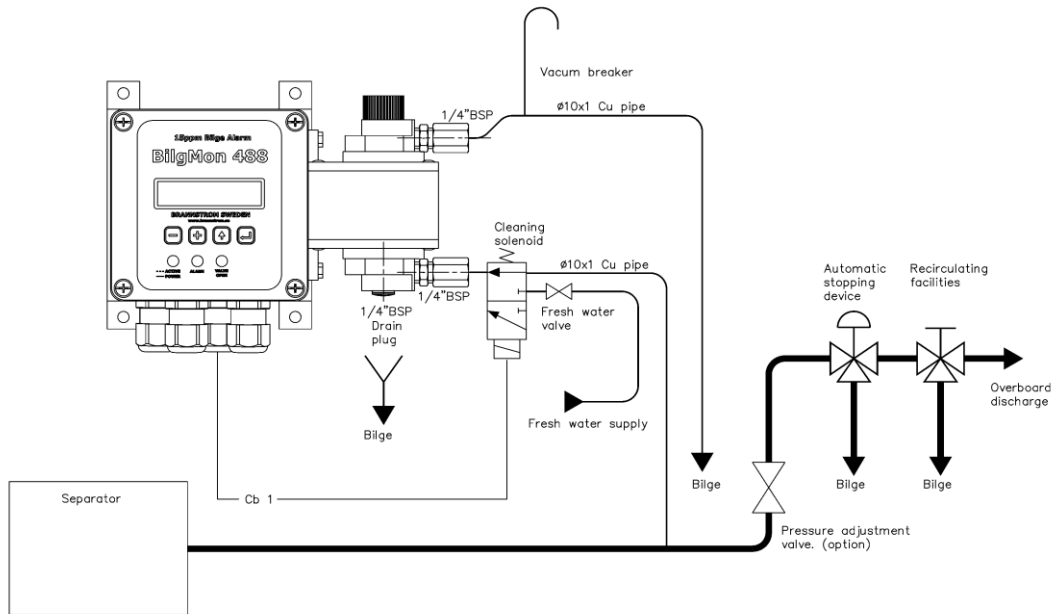 Vacum breaker
1/4"BSP
ø10x1 Cu pipe
15ppm Bilge Alarm
BilgMon 488
BRANNSTROM SWEDEN
www.brannstrom.se
ACTIVE
POWER
ALARM
VALVE
OPEN
Cleaning
solenoid
ø10x1 Cu pipe
1/4"BSP
1/4"BSP
Drain
plug
Fresh water
valve
Automatic
stopping
device
Recirculating
facilities
Overboard
discharge
Bilge
Fresh water supply
Bilge
Bilge
Bilge
Separator
Cb 1
Pressure adjustment
valve. (option)